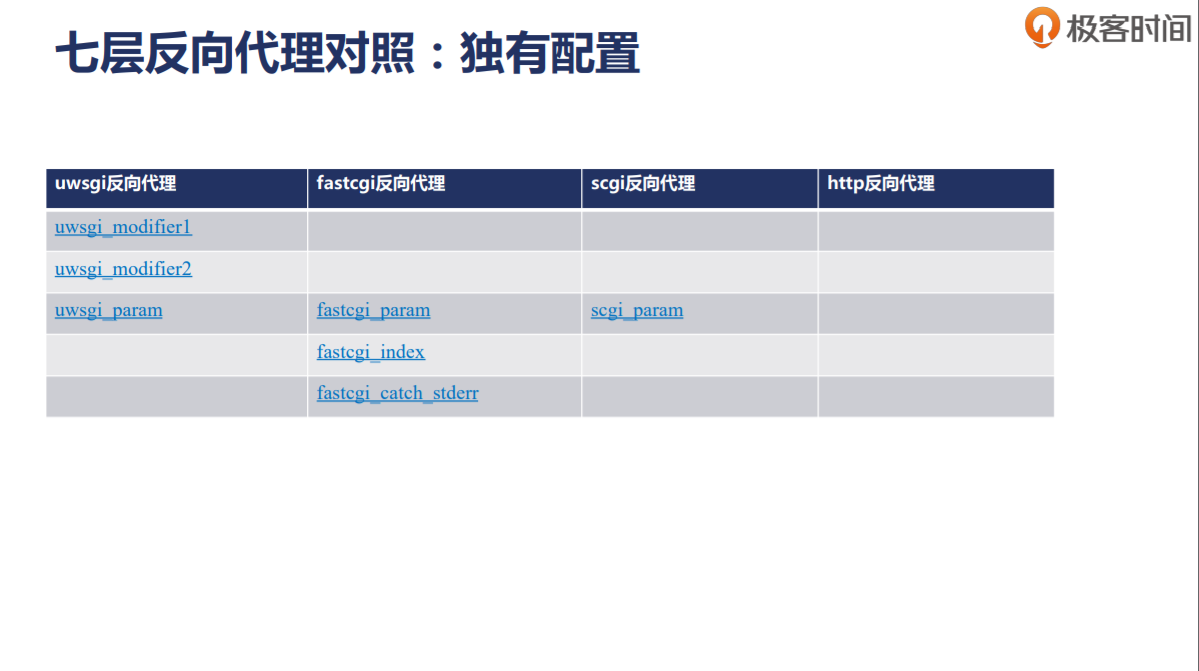 七层反向代理对照：独有配置
极客时间
uwsgi反向代理 fastcgi反向代理 scgi反向代理 http反向代理
uwsgi_modifier1
uwsgi_modifier2
uwsgi_param fastcgi_param scgi_param
fastcgi_index
fastcgi_catch_stderr